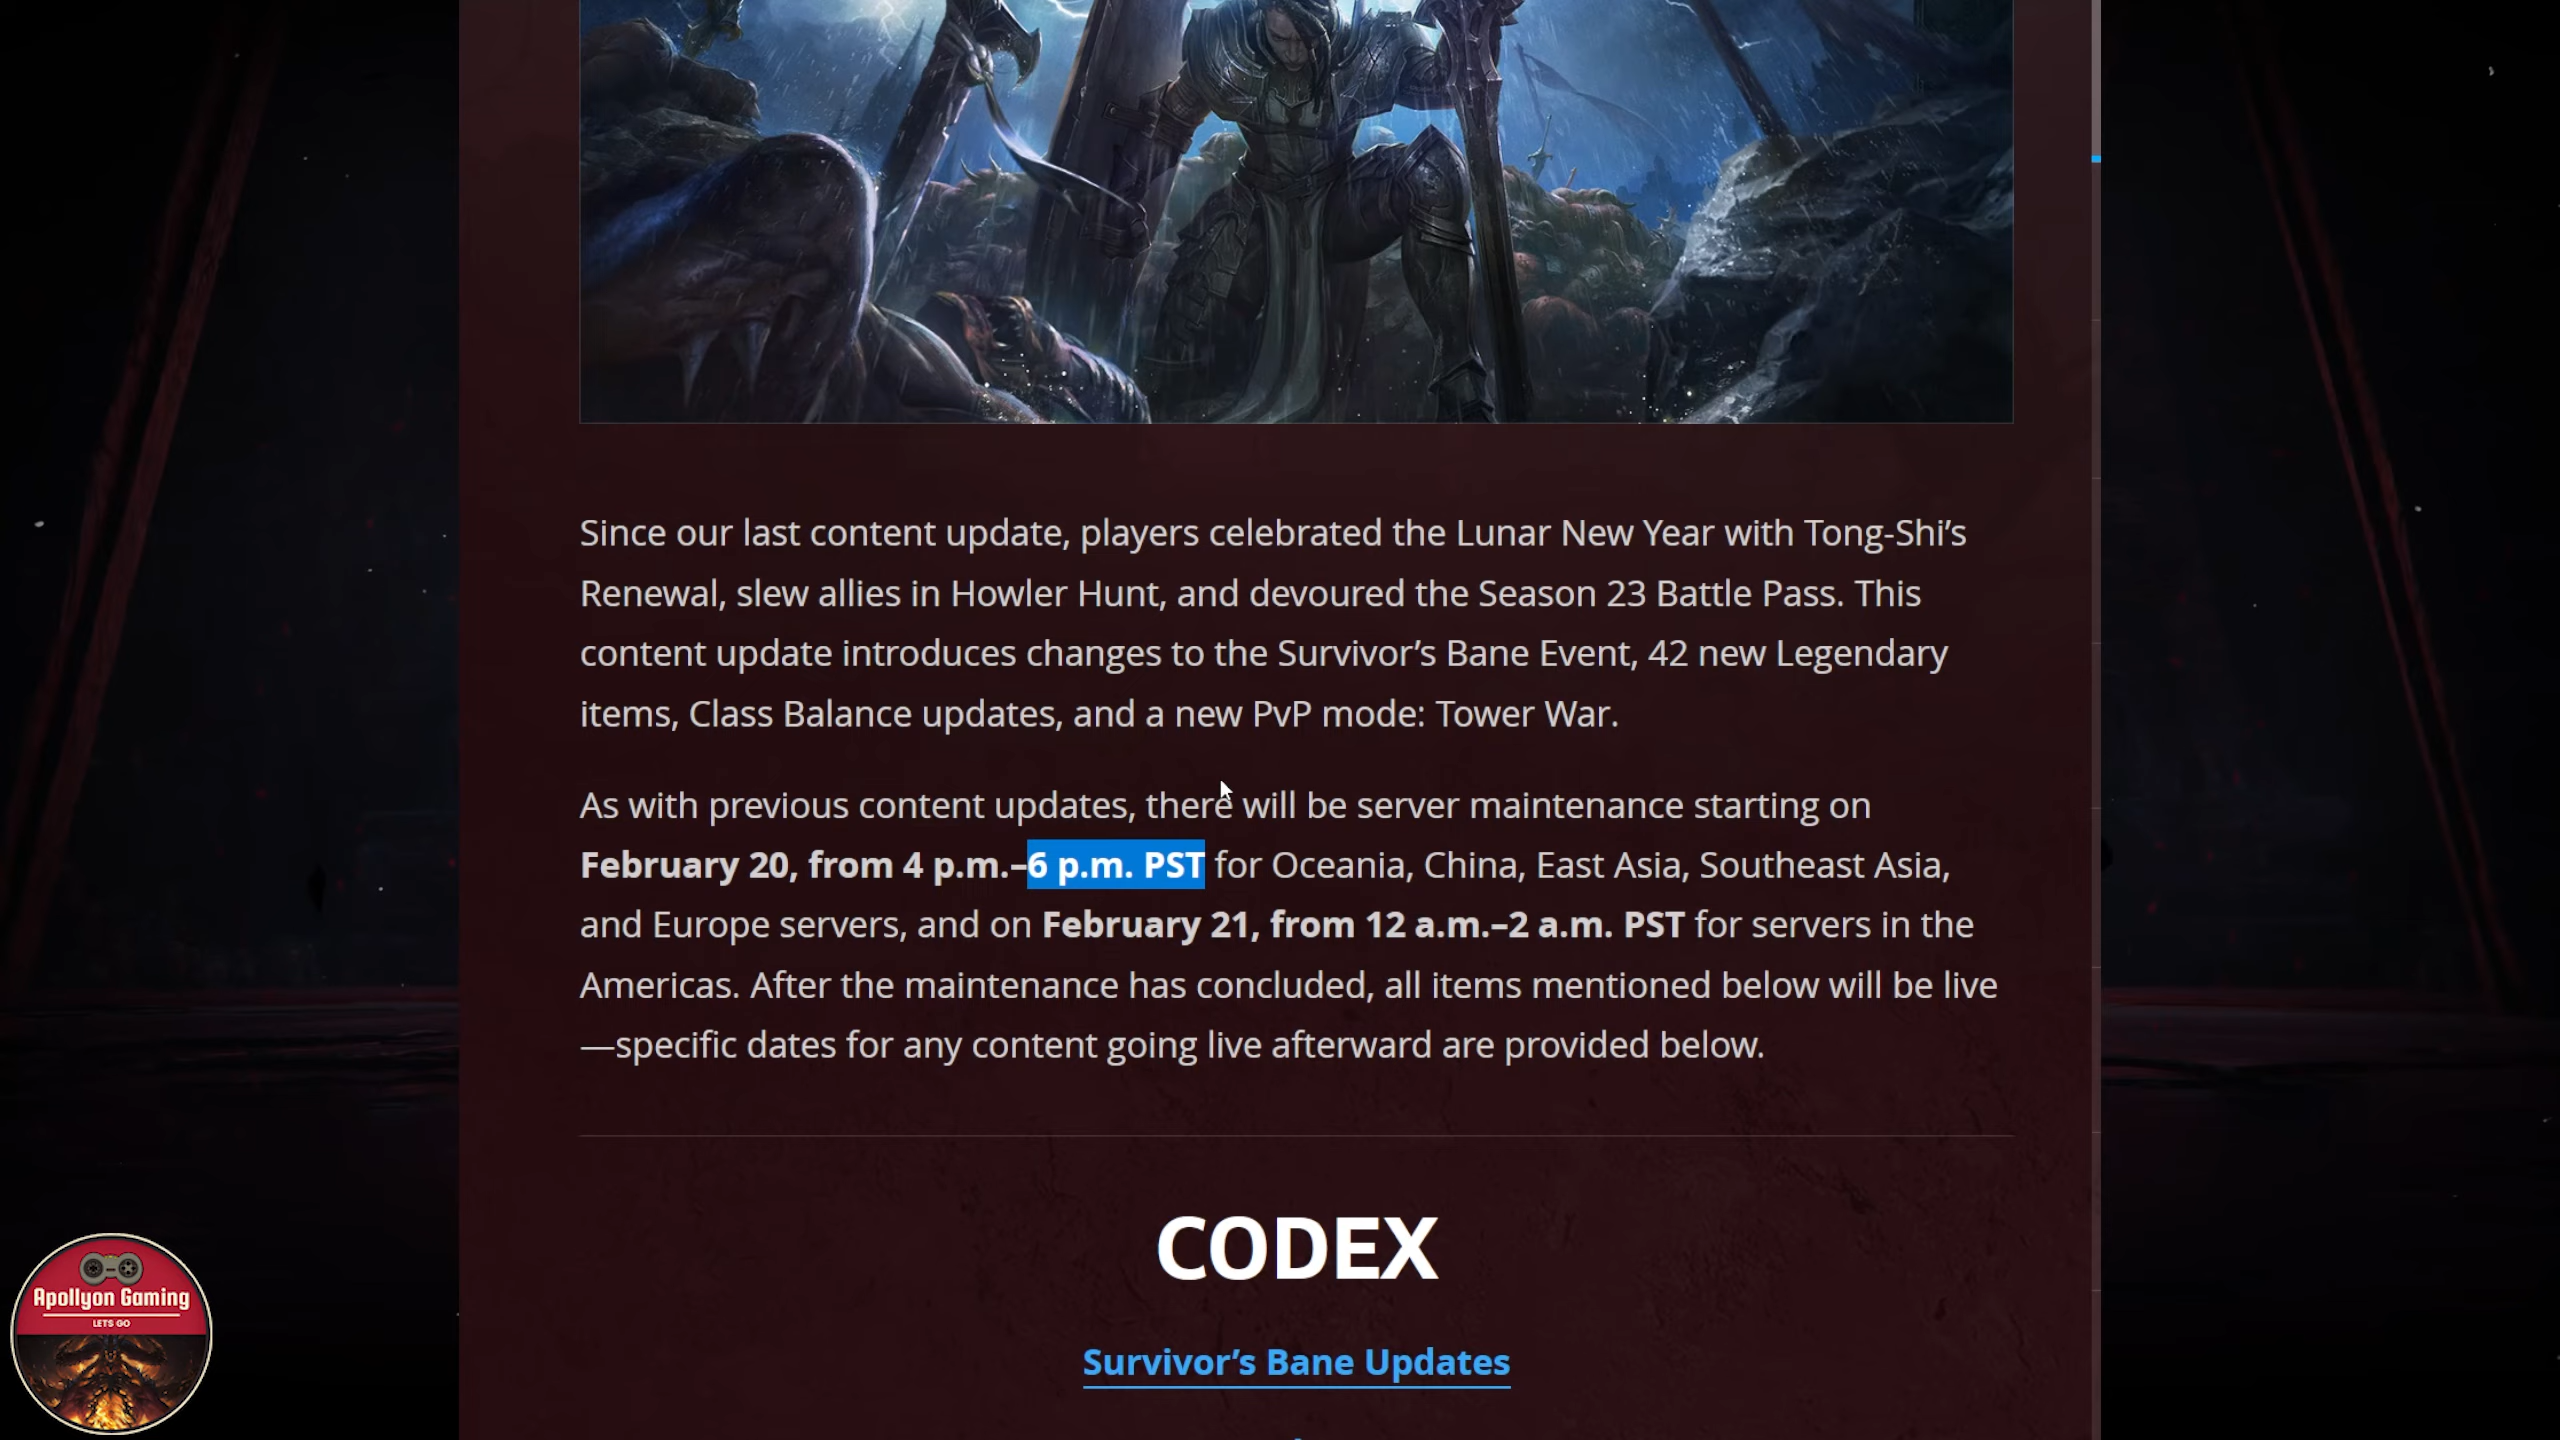 Since our last content update, players celebrated the Lunar New Year with Tong-Shi’s
Renewal, slew allies in Howler Hunt, and devoured the Season 23 Battle Pass. This
content update introduces changes to the Survivor’s Bane Event, 42 new Legendary
items, Class Balance updates, and a new PvP mode: Tower War.
As with previous content updates, there will be server maintenance starting on
February 20, from 4 p.m.–6 p.m. PST for Oceania, China, East Asia, Southeast Asia,
and Europe servers, and on February 21, from 12 a.m.–2 a.m. PST for servers in the
Americas. After the maintenance has concluded, all items mentioned below will be live
—specific dates for any content going live afterward are provided below.
CODEX
Survivor’s Bane Updates
Apollyon Gaming
LETS GO